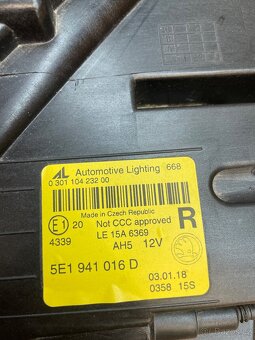 AL Automotive Lighting 668
0 301 104 232 00
Made in Czech Republic
E1 20 Not CCC approved R
4339 LE 15A 6369
AH5 12V
5E1 941 016 D
03.01.18
0358 15S